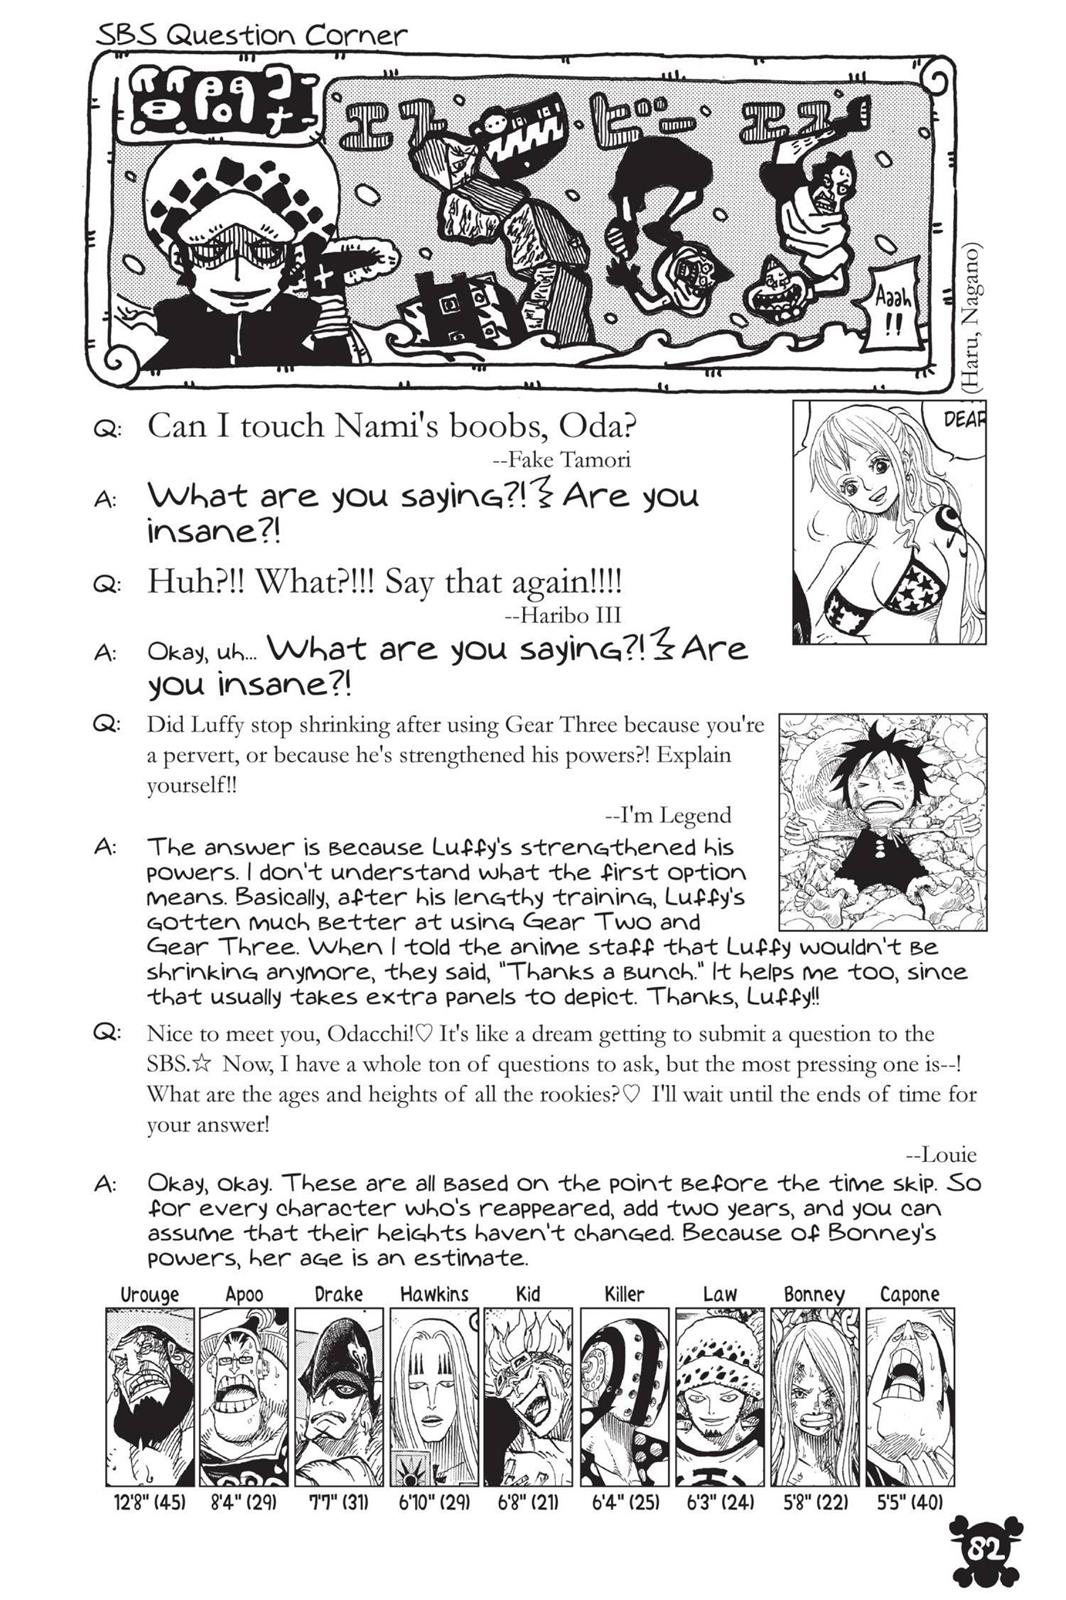 SBS Question Corner
エス ビー エス
Aaah
!!
(Haru, Nagano)
Q: Can I touch Nami's boobs, Oda?
--Fake Tamori
A: What are you saying?! Are you
insane?!
DEAR
Q: Huh?!! What?!!! Say that again!!!!
--Haribo III
A: Okay, uh... What are you saying?! Are
you insane?!
Q: Did Luffy stop shrinking after using Gear Three because you're
a pervert, or because he's strengthened his powers?! Explain
yourself!!
--I'm Legend
A: The answer is because Luffy's strengthened his
powers. I don't understand what the first option
means. Basically, after his lengthy training, Luffy's
gotten much better at using Gear Two and
Gear Three. When I told the anime staff that Luffy wouldn't be
shrinking anymore, they said, "Thanks a bunch." It helps me too, since
that usually takes extra panels to depict. Thanks, Luffy!!
Q: Nice to meet you, Odacchi!♡ It's like a dream getting to submit a question to the
SBS.☆ Now, I have a whole ton of questions to ask, but the most pressing one is--!
What are the ages and heights of all the rookies?♡ I'll wait until the ends of time for
your answer!
--Louie
A: Okay, okay. These are all based on the point before the time skip. So
for every character who's reappeared, add two years, and you can
assume that their heights haven't changed. Because of Bonney's
powers, her age is an estimate.
Urouge Apoo Drake Hawkins Kid Killer Law Bonney Capone
12'8" (45) 8'4" (29) 7'7" (31) 6'10" (29) 6'8" (21) 6'4" (25) 6'3" (24) 5'8" (22) 5'5" (40)
82